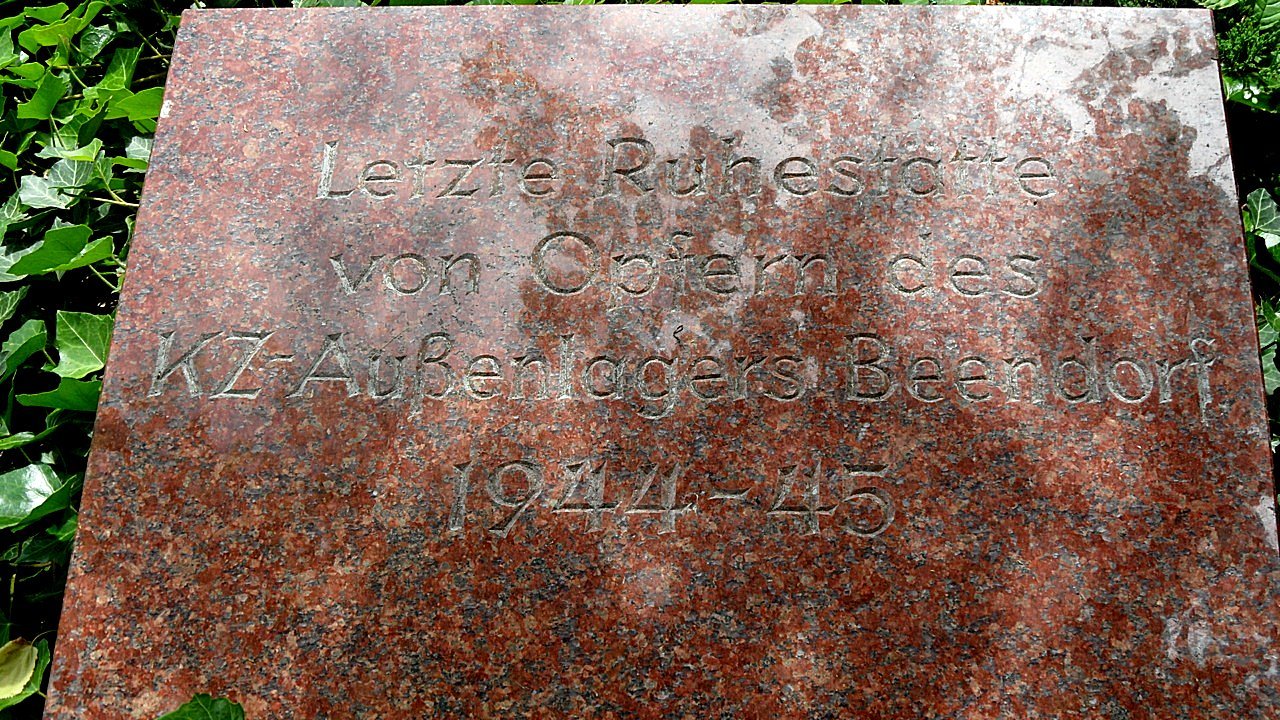 Letzte Ruhestätte
von Opfern des
KZ-Außenlagers Beendorf
1944-45